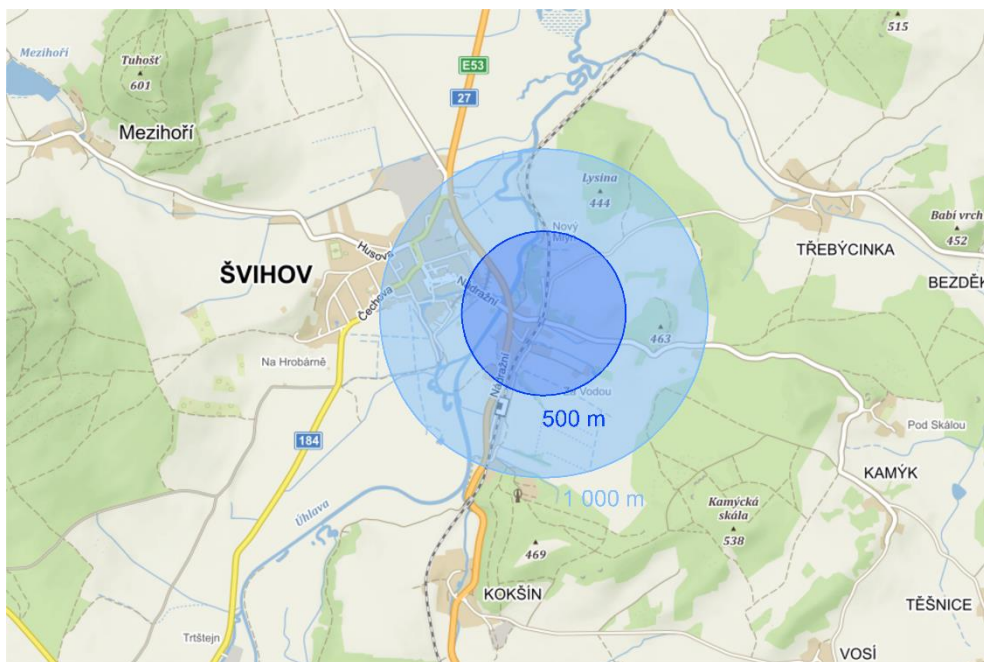 515
Mezihoří
Tuhošť
601
E53
27
Mezihoří
Lysina
444
Nový
Mlýn
Babí vrch
452
TŘEBÝCINKA
Husova
ŠVIHOV
Nádražní
BEZDĚK
Čechova
463
Na Hrobárně
Nádražní
Za Vodou
500 m
184
Pod Skálou
KAMÝK
Úhlava
1 000 m
Kamýcká
skála
538
469
KOKŠÍN
TĚŠNICE
Trtštejn
VOSÍ